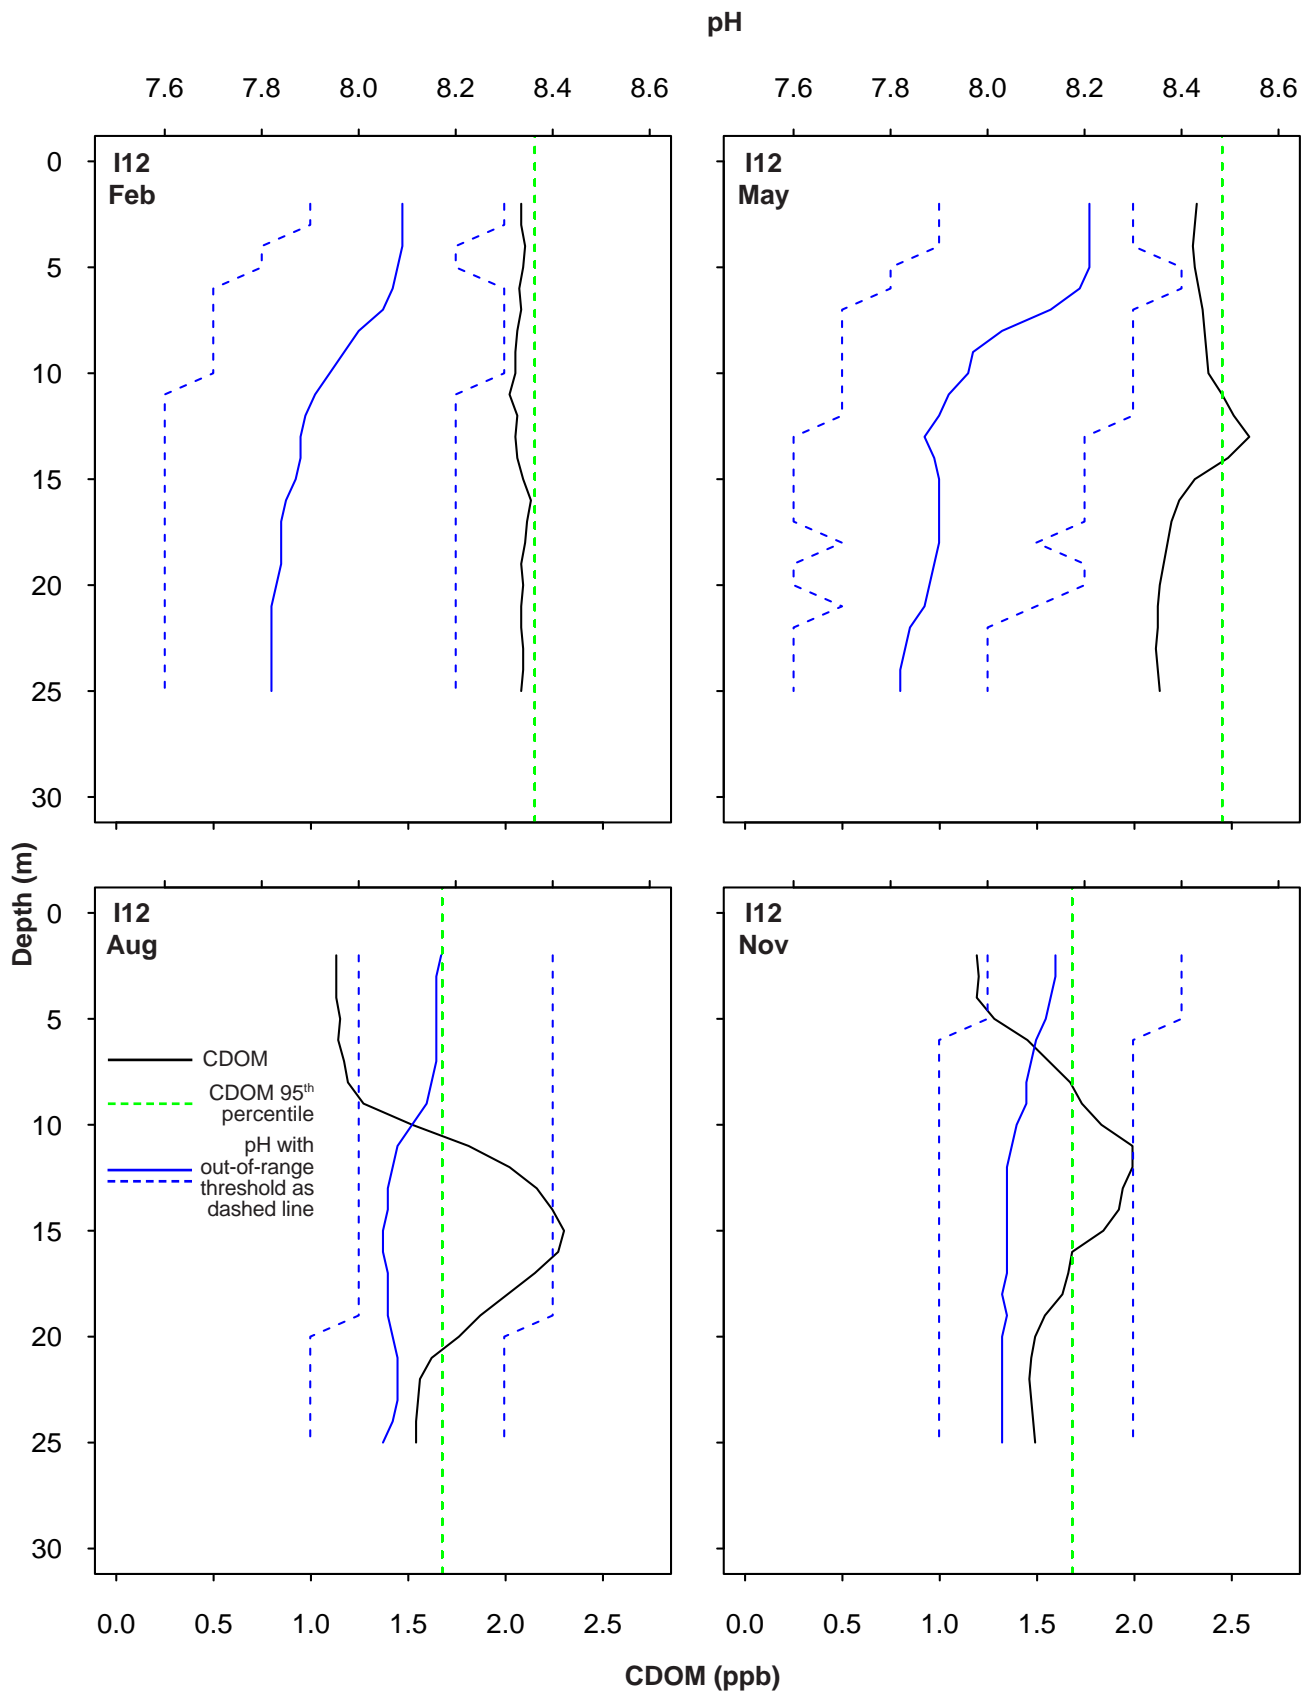 pH
7.6 7.8 8.0 8.2 8.4 8.6 7.6 7.8 8.0 8.2 8.4 8.6
I12
Feb
I12
May
0
5
10
15
20
25
30
Depth (m)
I12
Aug
I12
Nov
0
5
10
15
20
25
30
CDOM
CDOM 95th
percentile
pH with
out-of-range
threshold as
dashed line
0.0 0.5 1.0 1.5 2.0 2.5 0.0 0.5 1.0 1.5 2.0 2.5
CDOM (ppb)